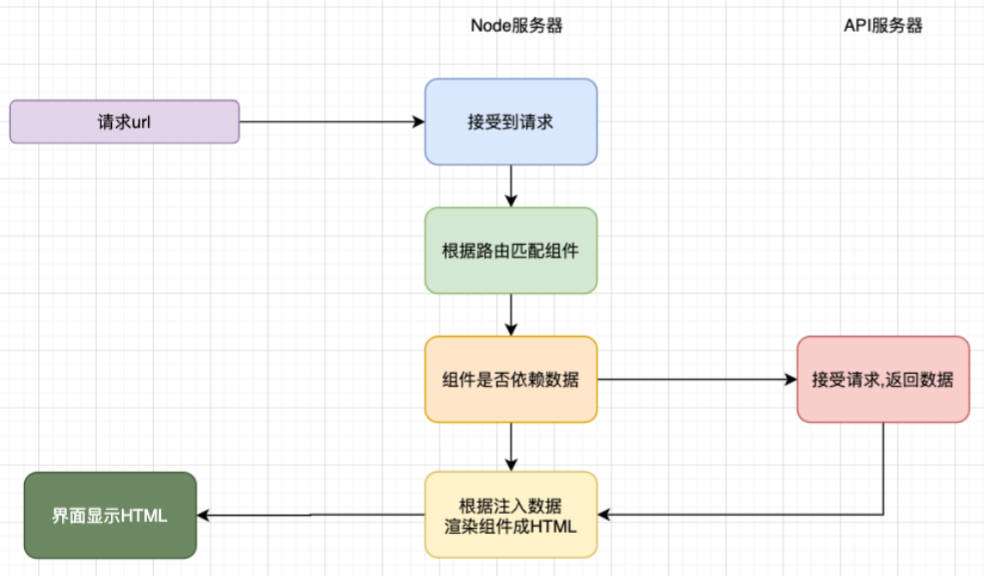 Node服务器
API服务器
请求url
接受到请求
根据路由匹配组件
组件是否依赖数据
接受请求,返回数据
根据注入数据
渲染组件成HTML
界面显示HTML